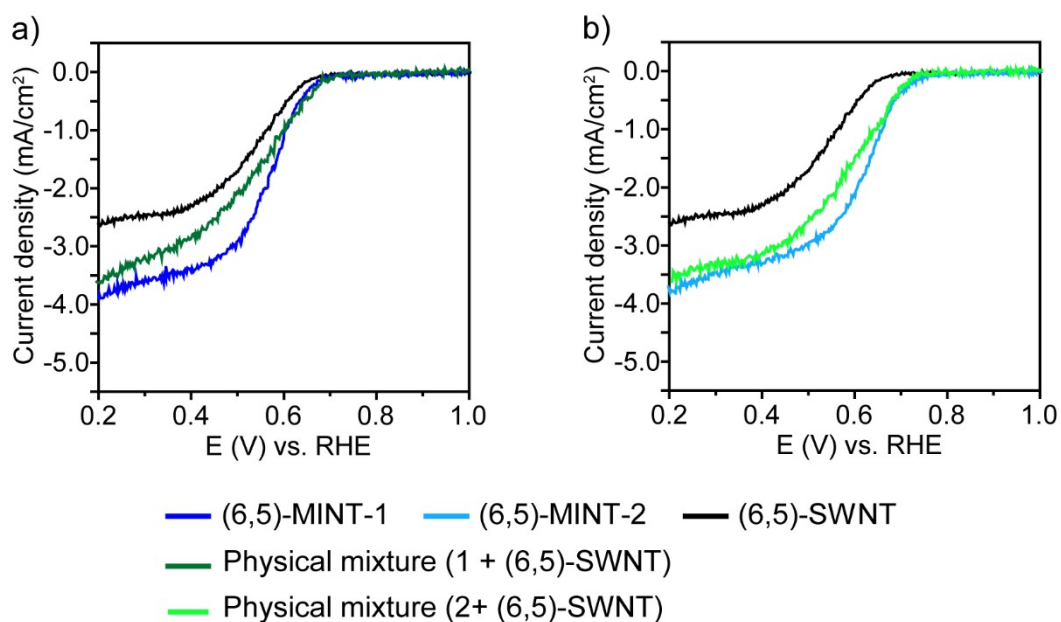 a)
b)
0.0
-1.0
-2.0
-3.0
-4.0
-5.0
Current density (mA/cm²)
0.2 0.4 0.6 0.8 1.0
E (V) vs. RHE
0.0
-1.0
-2.0
-3.0
-4.0
-5.0
Current density (mA/cm²)
0.2 0.4 0.6 0.8 1.0
E (V) vs. RHE
(6,5)-MINT-1 (6,5)-MINT-2 (6,5)-SWNT
Physical mixture (1 + (6,5)-SWNT)
Physical mixture (2+ (6,5)-SWNT)